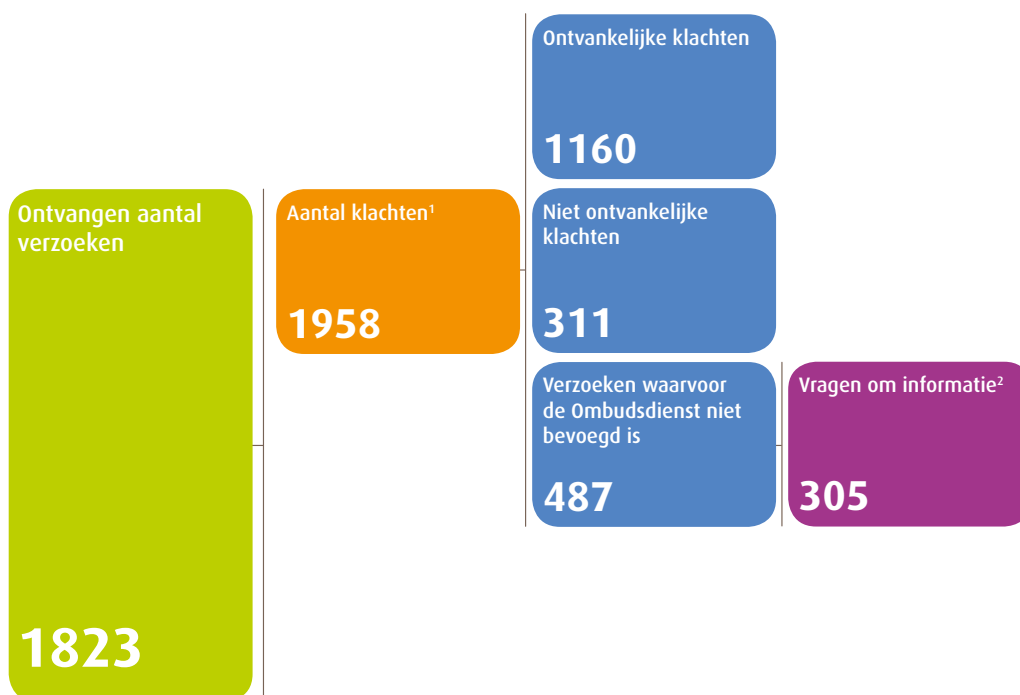 Ontvangen aantal
verzoeken
1823
Aantal klachten¹
1958
Ontvankelijke klachten
1160
Niet ontvankelijke
klachten
311
Verzoeken waarvoor
de Ombudsdienst niet
bevoegd is
487
Vragen om informatie²
305